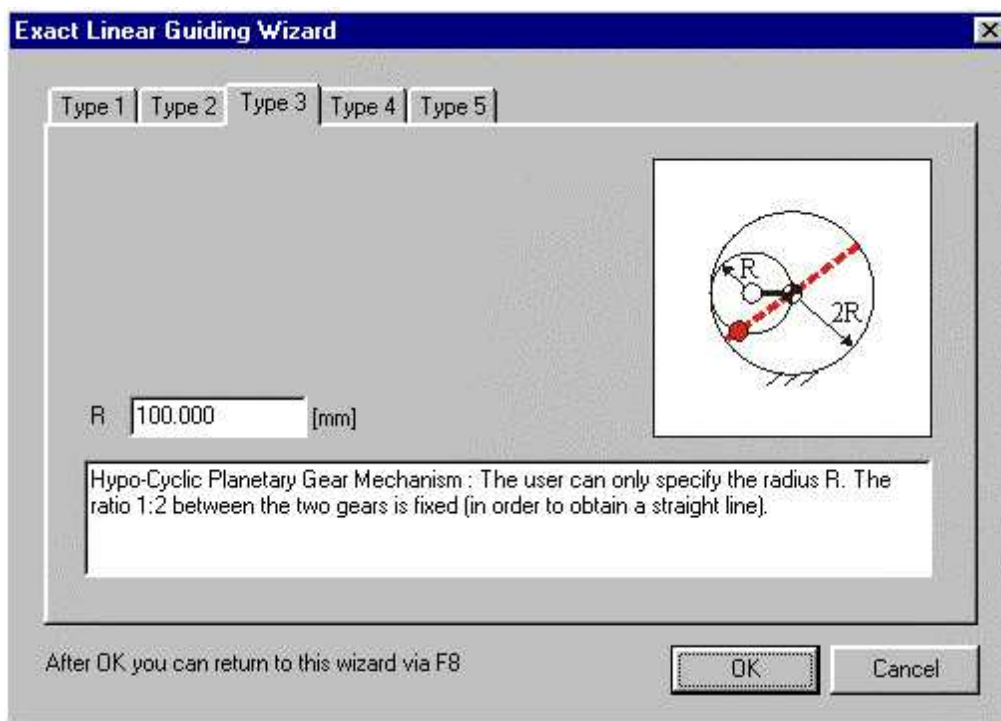 Exact Linear Guiding Wizard
Type 1 Type 2 Type 3 Type 4 Type 5
R
2R
R 100.000 [mm]
Hypo-Cyclic Planetary Gear Mechanism : The user can only specify the radius R. The
ratio 1:2 between the two gears is fixed (in order to obtain a straight line).
After OK you can return to this wizard via F8
OK
Cancel